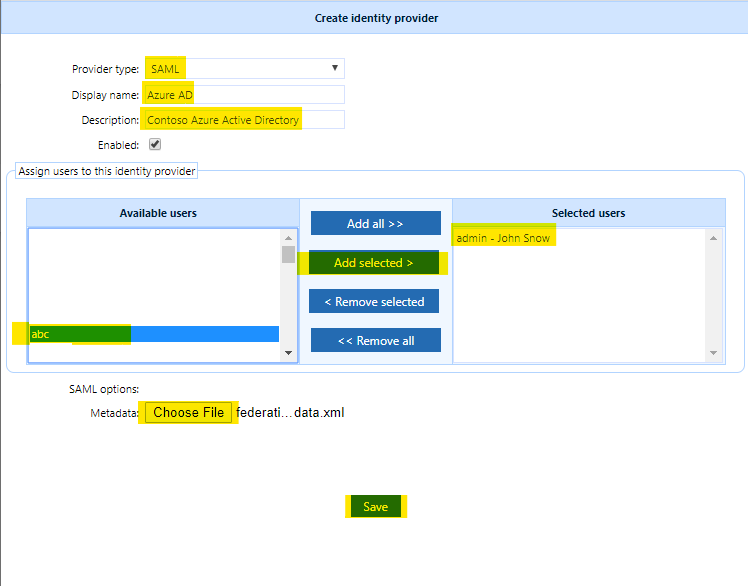 Create identity provider
Provider type: SAML
Display name: Azure AD
Description: Contoso Azure Active Directory
Enabled:
Assign users to this identity provider
Available users
Selected users
Add all >>
admin - John Snow
Add selected >
< Remove selected
abc
<< Remove all
SAML options:
Metadata: Choose File federati...data.xml
Save